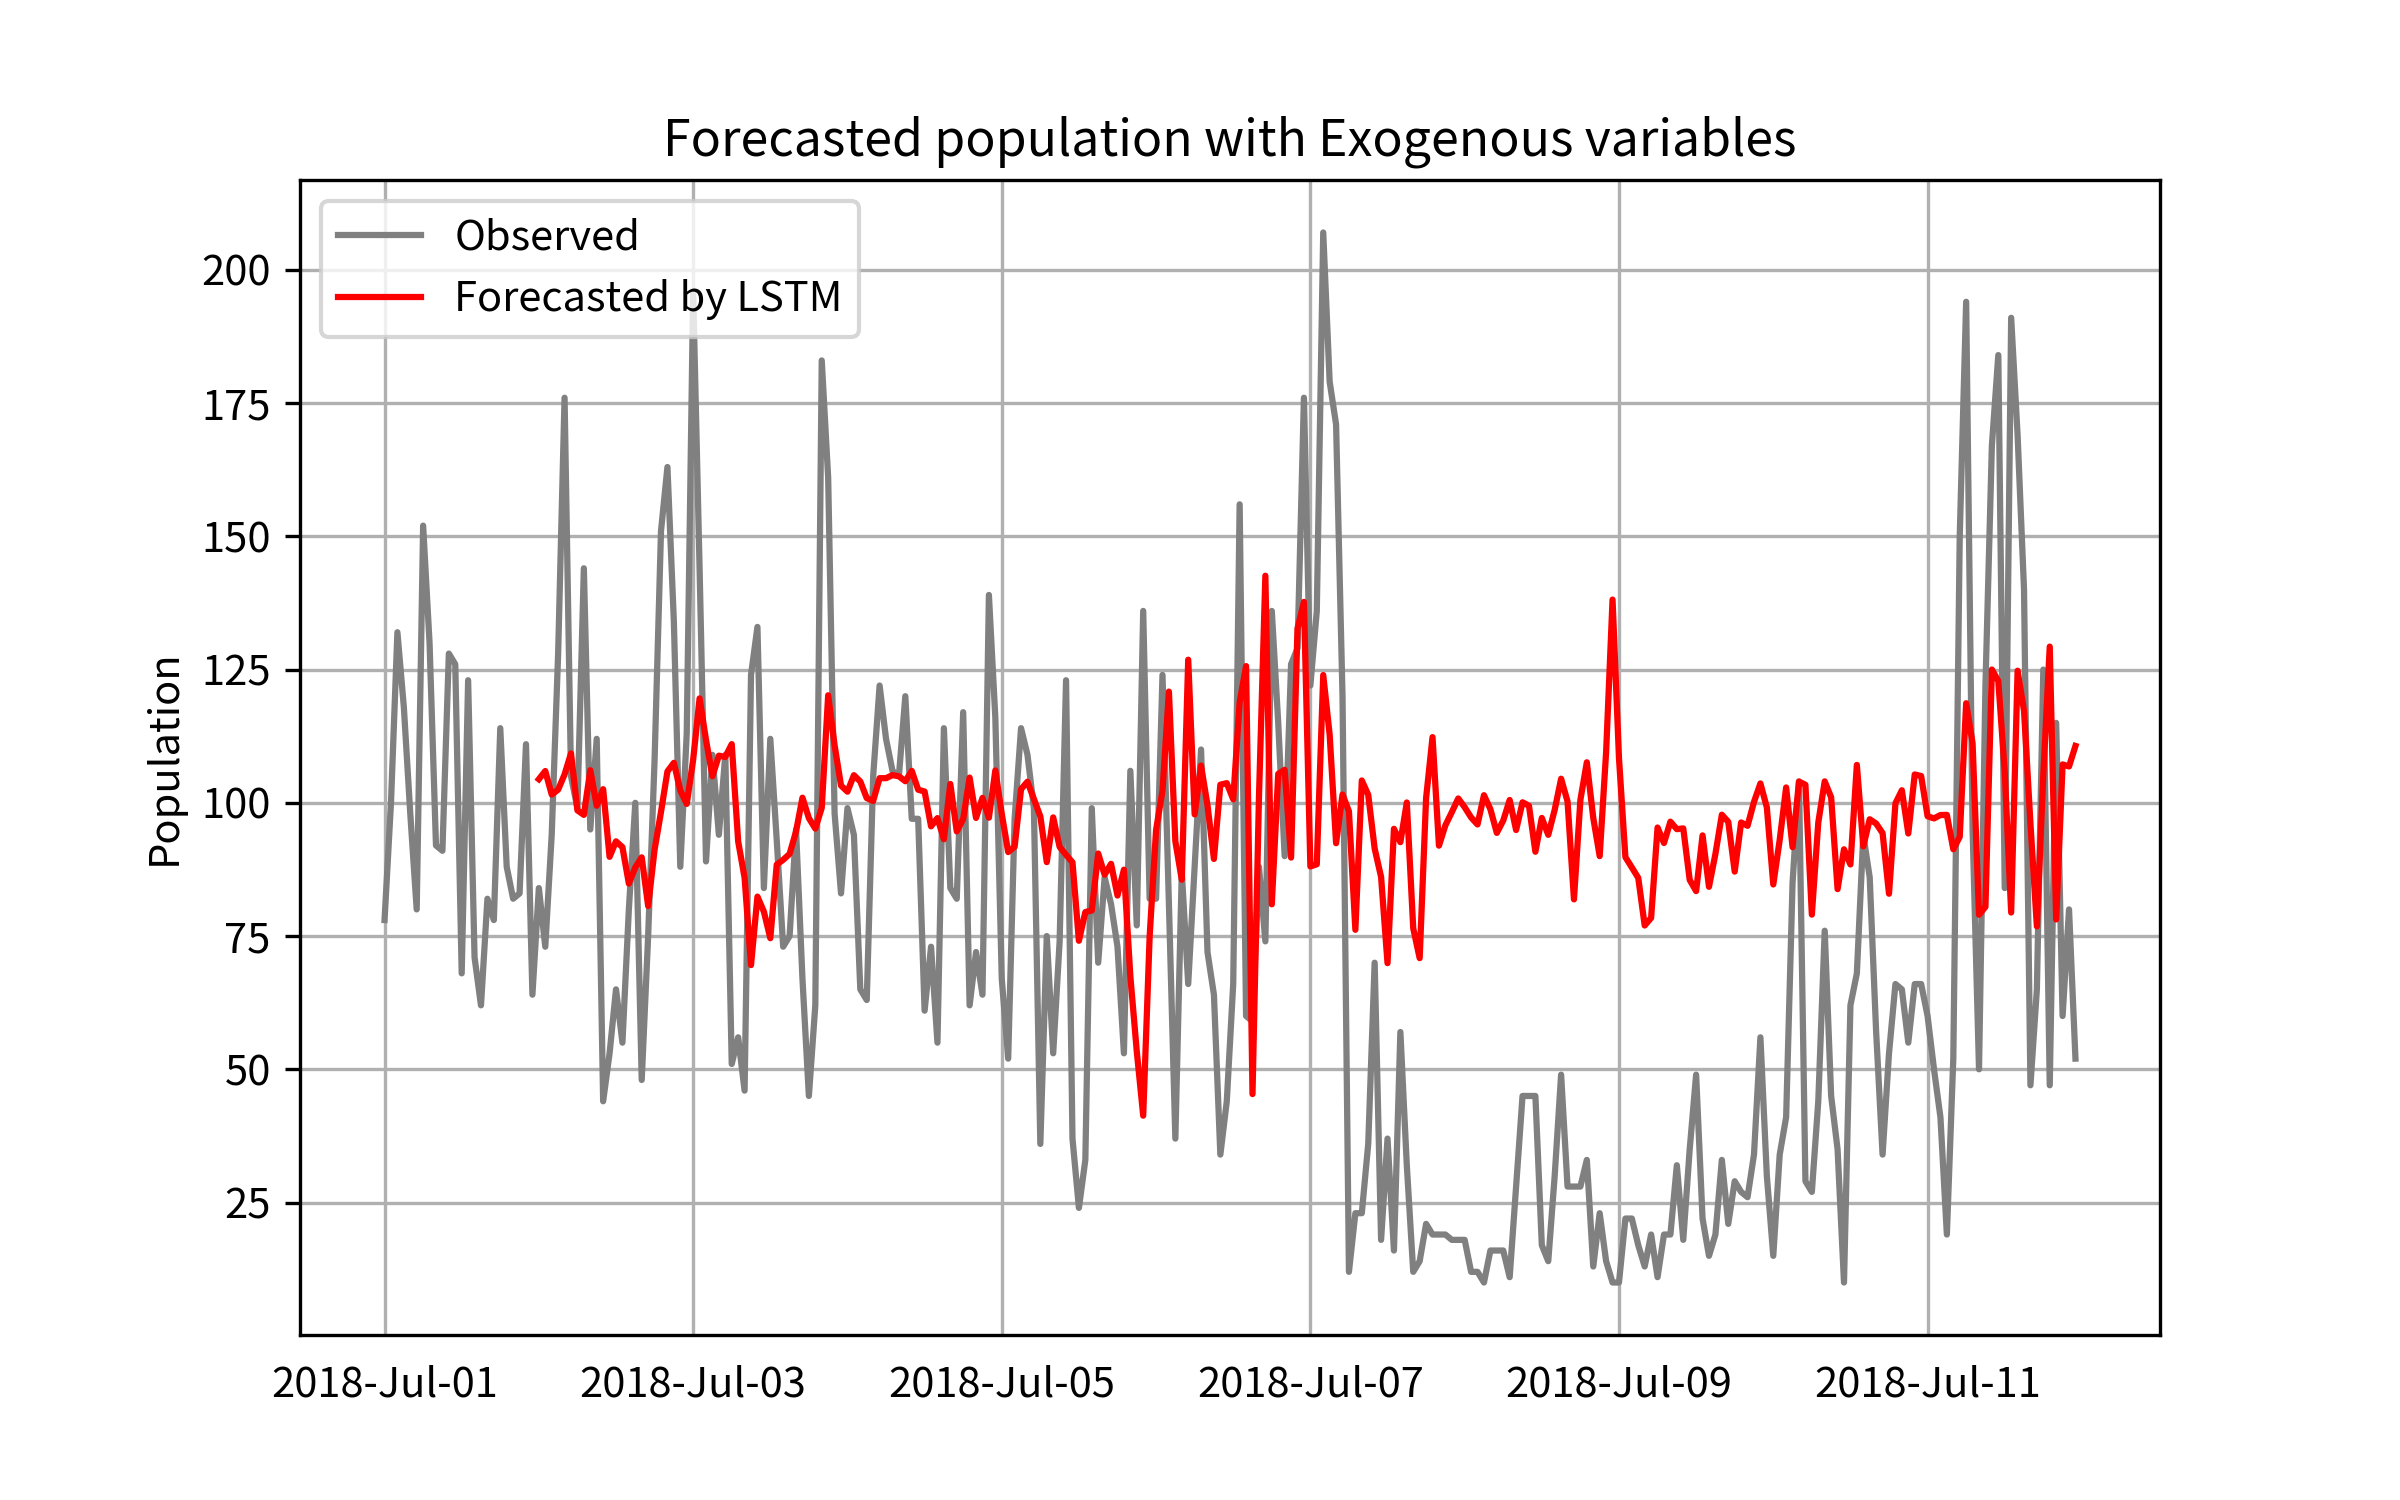 Forecasted population with Exogenous variables
Observed
Forecasted by LSTM
Population
200
175
150
125
100
75
50
25
2018-Jul-01 2018-Jul-03 2018-Jul-05 2018-Jul-07 2018-Jul-09 2018-Jul-11